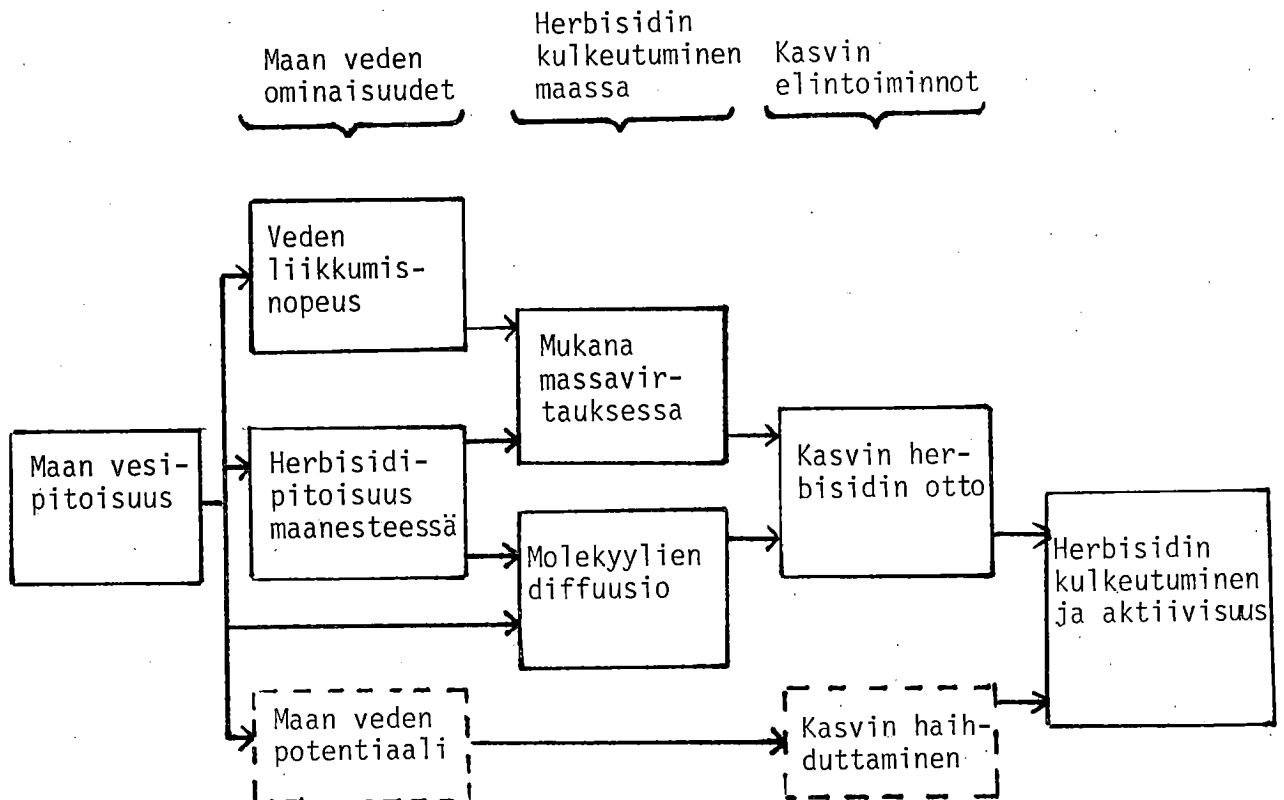 Maan veden
ominaisuudet
Herbisidin
kulkeutuminen
maassa
Kasvin
elintoiminnot
Veden
liikkumis-
nopeus
Mukana
massavir-
tauksessa
Maan vesi-
pitoisuus
Herbisidi-
pitoisuus
maanesteessä
Kasvin her-
bisidin otto
Molekyylien
diffuusio
Herbisidin
kulkeutuminen
ja aktiivisuus
Maan veden
potentiaali
Kasvin haih-
duttaminen